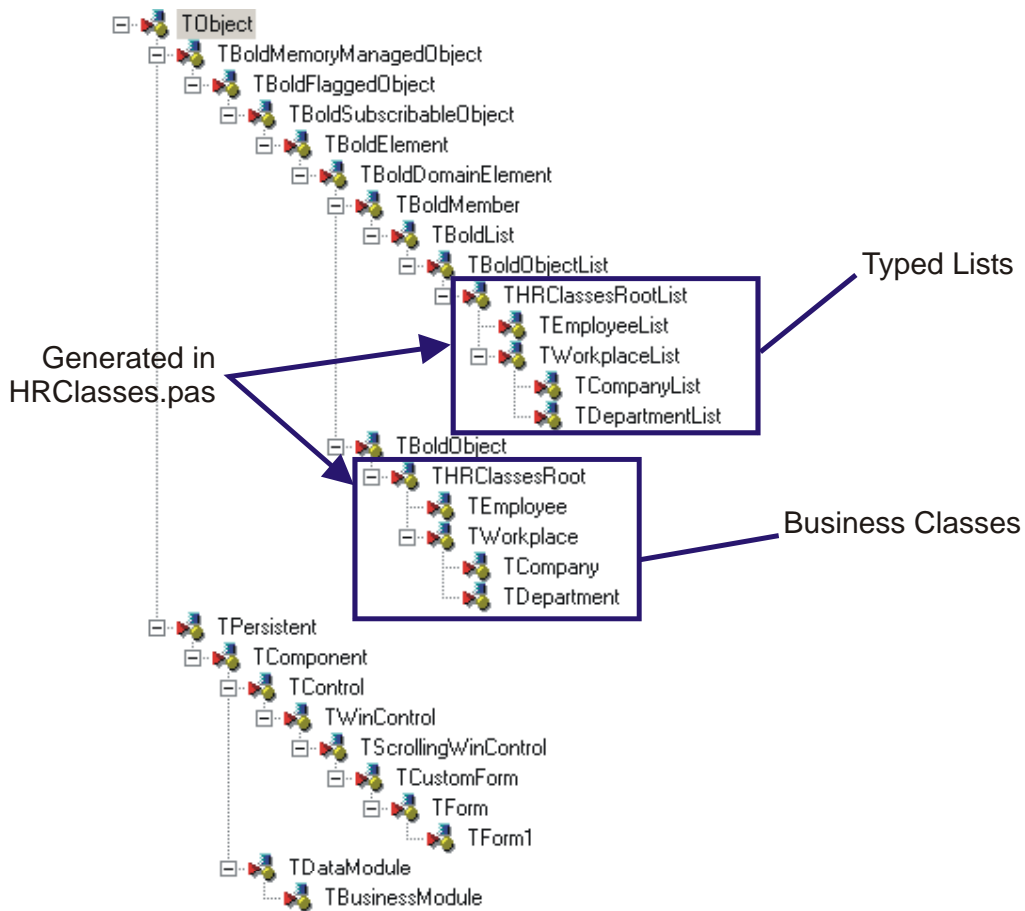 TObject
TBoldMemoryManagedObject
TBoldFlaggedObject
TBoldSubscribableObject
TBoldElement
TBoldDomainElement
TBoldMember
TBoldList
TBoldObjectList
Typed Lists
THRClassesRootList
TEmployeeList
TWorkplaceList
TCompanyList
TDepartmentList
Generated in
HRClasses.pas
TBoldObject
THRClassesRoot
TEmployee
TWorkplace
TCompany
TDepartment
Business Classes
TPersistent
TComponent
TControl
TWinControl
TScrollingWinControl
TCustomForm
TForm
TForm1
TDataModule
TBusinessModule